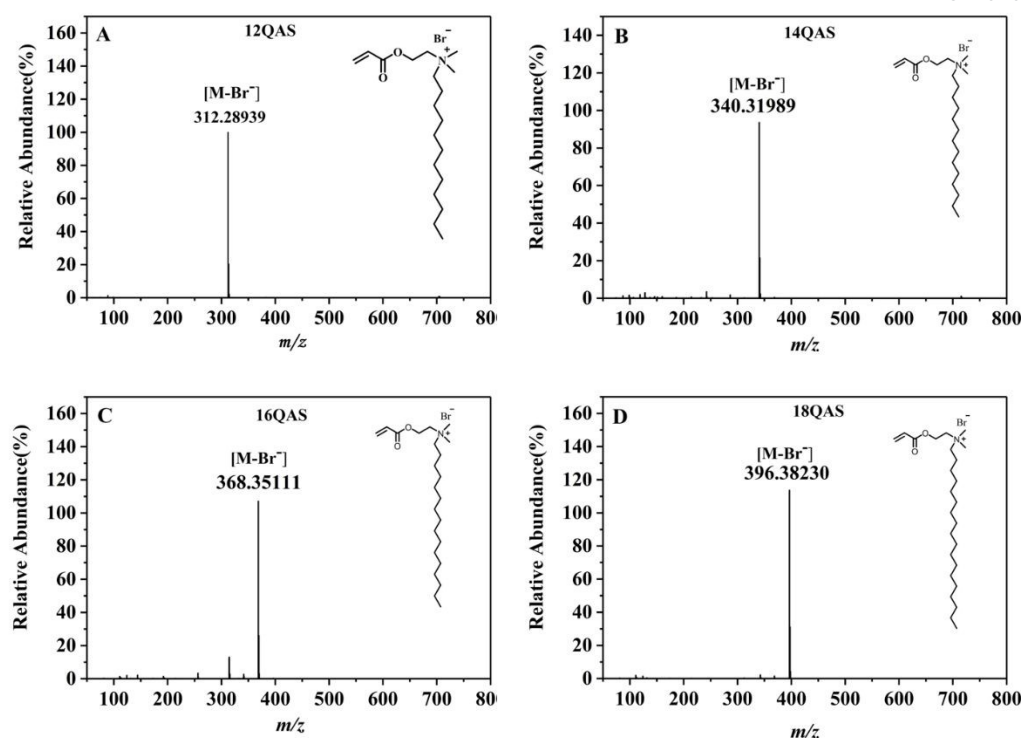 A
12QAS
Br⁻
O
O
N
+
[M-Br⁻]
312.28939
Relative Abundance(%)
160
140
120
100
80
60
40
20
0
100 200 300 400 500 600 700 800
m/z
B
14QAS
Br⁻
O
O
N
+
[M-Br⁻]
340.31989
Relative Abundance(%)
140
120
100
80
60
40
20
0
100 200 300 400 500 600 700 800
m/z
C
16QAS
Br⁻
O
O
N
+
[M-Br⁻]
368.35111
Relative Abundance(%)
160
140
120
100
80
60
40
20
0
100 200 300 400 500 600 700 800
m/z
D
18QAS
Br⁻
O
O
N
+
[M-Br⁻]
396.38230
Relative Abundance(%)
160
140
120
100
80
60
40
20
0
100 200 300 400 500 600 700 800
m/z